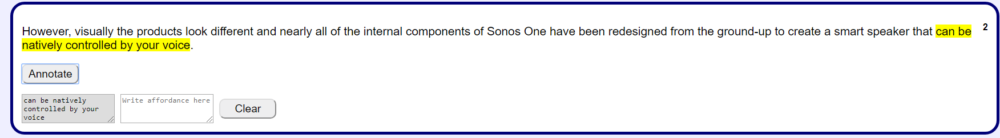 However, visually the products look different and nearly all of the internal components of Sonos One have been redesigned from the ground-up to create a smart speaker that can be
natively controlled by your voice.
2
Annotate
can be natively
controlled by your
voice
Write affordance here
Clear